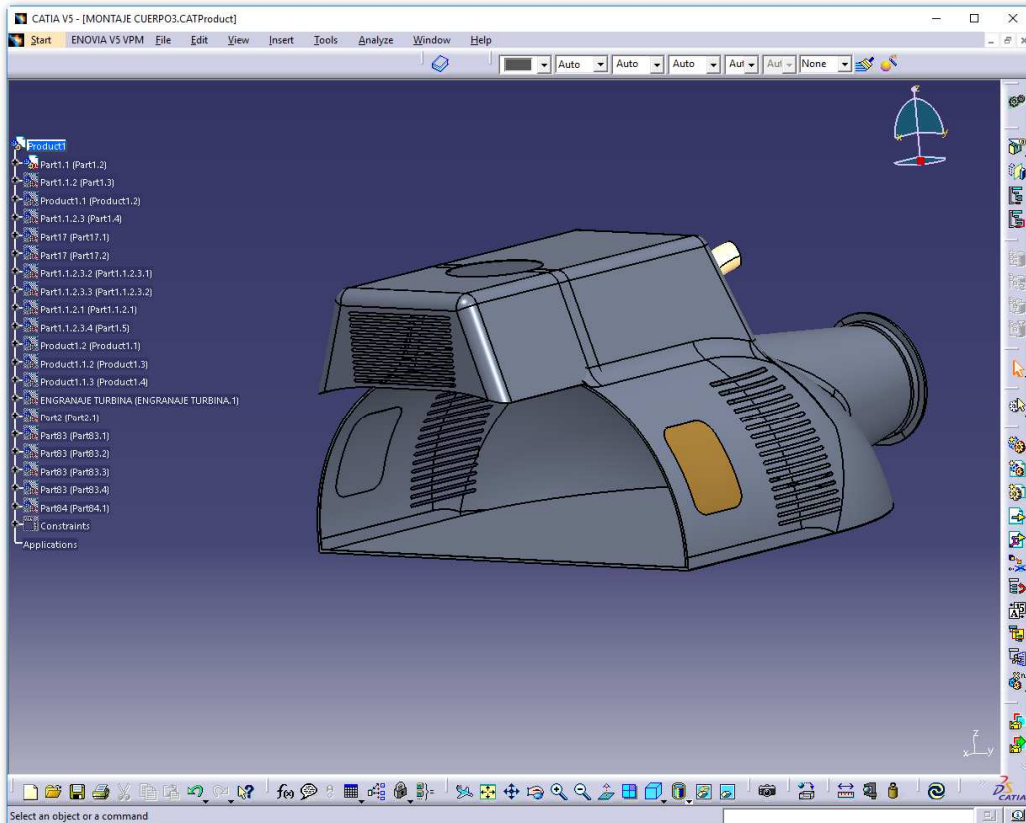 CATIA V5 - [MONTAJE CUERPO3.CATProduct]
Start ENOVIA V5 VPM File Edit View Insert Tools Analyze Window Help
Auto Auto Auto Aut Aut None
z
Product1
Part1.1 (Part1.2)
Part1.1.2 (Part1.3)
Product1.1 (Product1.2)
Part1.1.2.3 (Part1.4)
Part17 (Part17.1)
Part17 (Part17.2)
Part1.1.2.3.2 (Part1.1.2.3.1)
Part1.1.2.3.3 (Part1.1.2.3.2)
Part1.1.2.1 (Part1.1.2.1)
Part1.1.2.3.4 (Part1.5)
Product1.2 (Product1.1)
Product1.1.2 (Product1.3)
Product1.1.3 (Product1.4)
ENGRANAJE TURBINA (ENGRANAJE TURBINA.1)
Part2 (Part2.1)
Part83 (Part83.1)
Part83 (Part83.2)
Part83 (Part83.3)
Part83 (Part83.4)
Part84 (Part84.1)
Constraints
Applications
z
x y
f(x)
CATIA
Select an object or a command